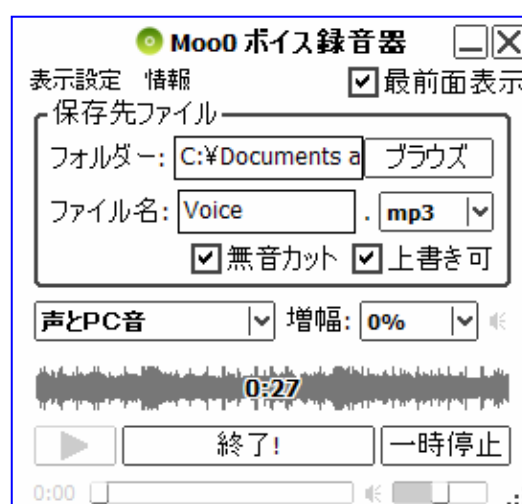 Moo0 ボイス録音器
表示設定 情報 最前面表示
保存先ファイル
フォルダー: C:¥Documents a ブラウズ
ファイル名: Voice . mp3
無音カット 上書き可
声とPC音 増幅: 0%
0:27
終了! 一時停止
0:00